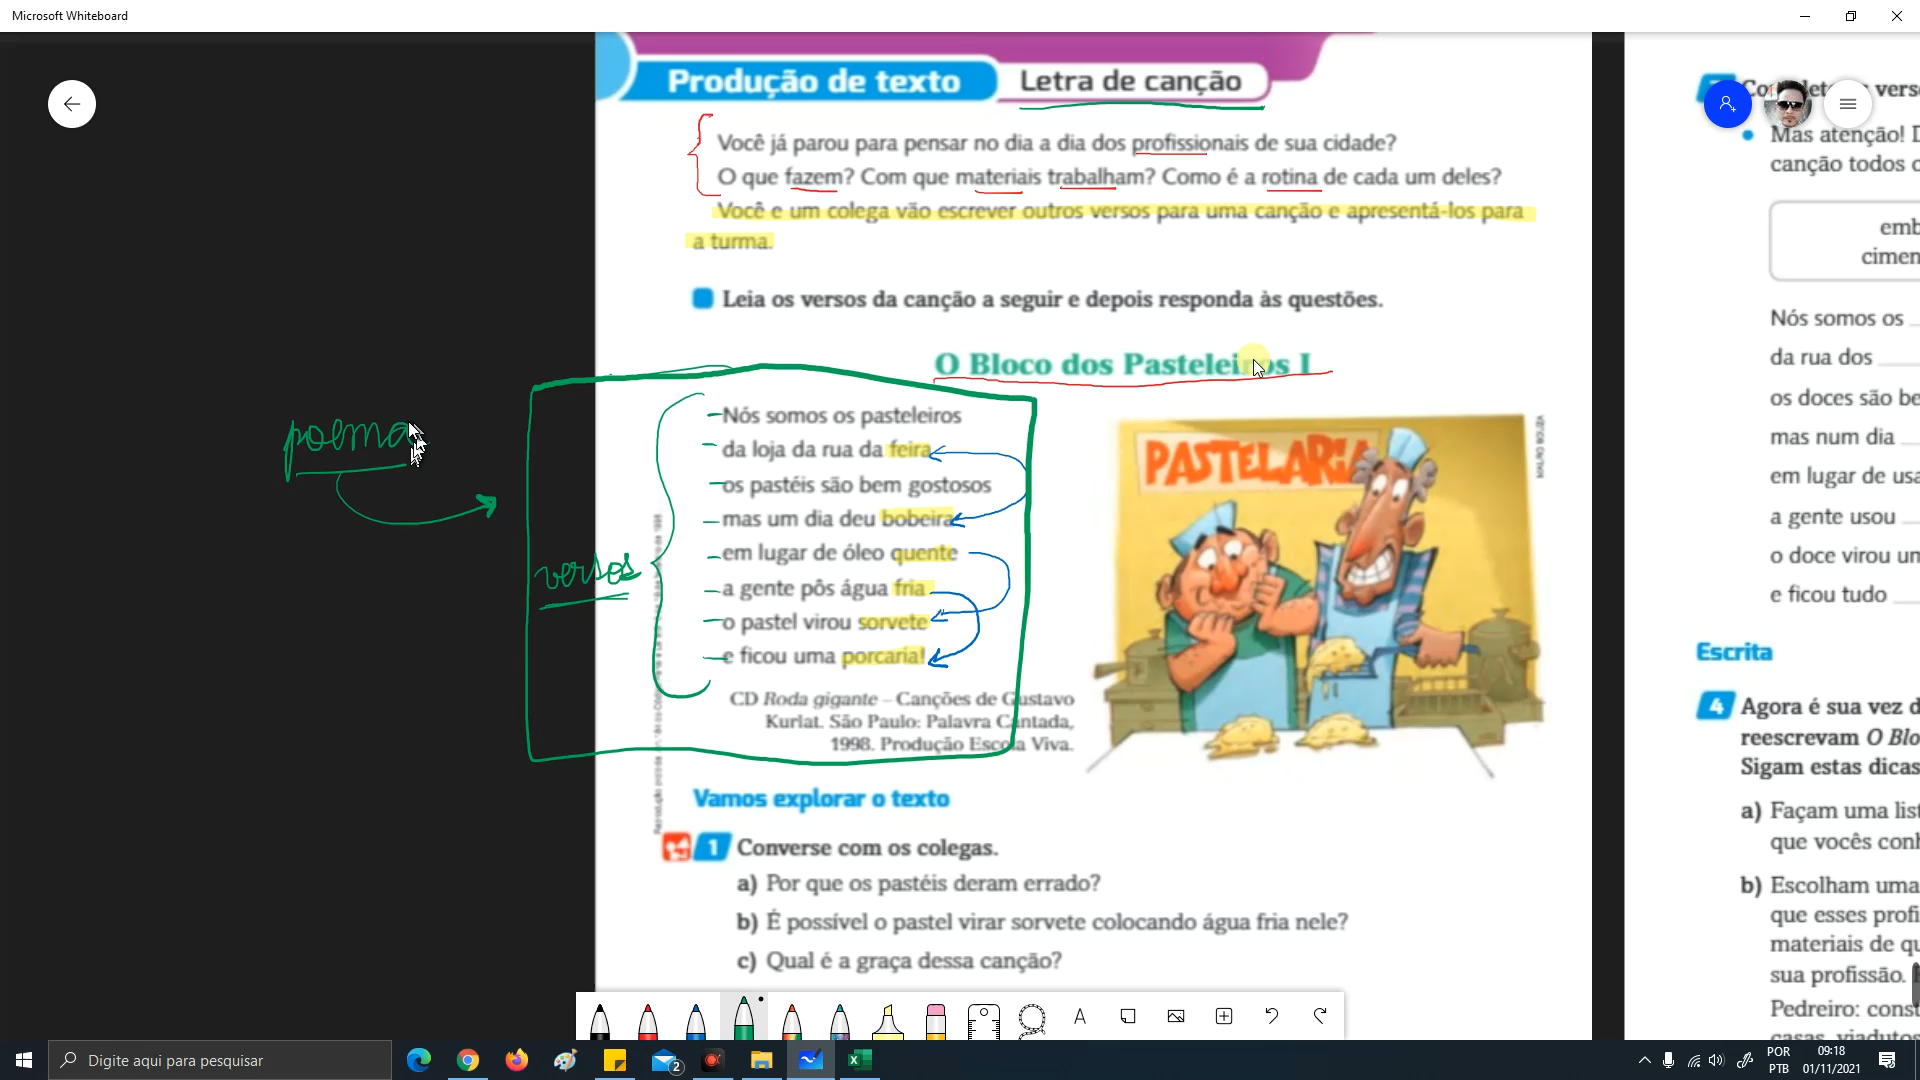 Microsoft Whiteboard
Produção de texto Letra de canção
Você já parou para pensar no dia a dia dos profissionais de sua cidade?
O que fazem? Com que materiais trabalham? Como é a rotina de cada um deles?
Você e um colega vão escrever outros versos para uma canção e apresentá-los para
a turma.
Leia os versos da canção a seguir e depois responda às questões.
O Bloco dos Pasteleiros I
poema
versos
Nós somos os pasteleiros
da loja da rua da feira
os pastéis são bem gostosos
mas um dia deu bobeira
em lugar de óleo quente
a gente pôs água fria
o pastel virou sorvete
e ficou uma porcaria!
CD Roda gigante – Canções de Gustavo
Kurlat. São Paulo: Palavra Cantada,
1998. Produção Escola Viva.
PASTELARIA
Vamos explorar o texto
1 Converse com os colegas.
a) Por que os pastéis deram errado?
b) É possível o pastel virar sorvete colocando água fria nele?
c) Qual é a graça dessa canção?
Mas atenção! D
canção todos o
emb
cimen
Nós somos os
da rua dos
os doces são be
mas num dia
em lugar de usa
a gente usou
o doce virou um
e ficou tudo
Escrita
4 Agora é sua vez d
reescrevam O Blo
Sigam estas dicas
a) Façam uma list
que vocês conh
b) Escolham uma
que esses profi
materiais de qu
sua profissão.
Pedreiro: const
casas, viadutos
Digite aqui para pesquisar
2
POR
PTB
09:18
01/11/2021